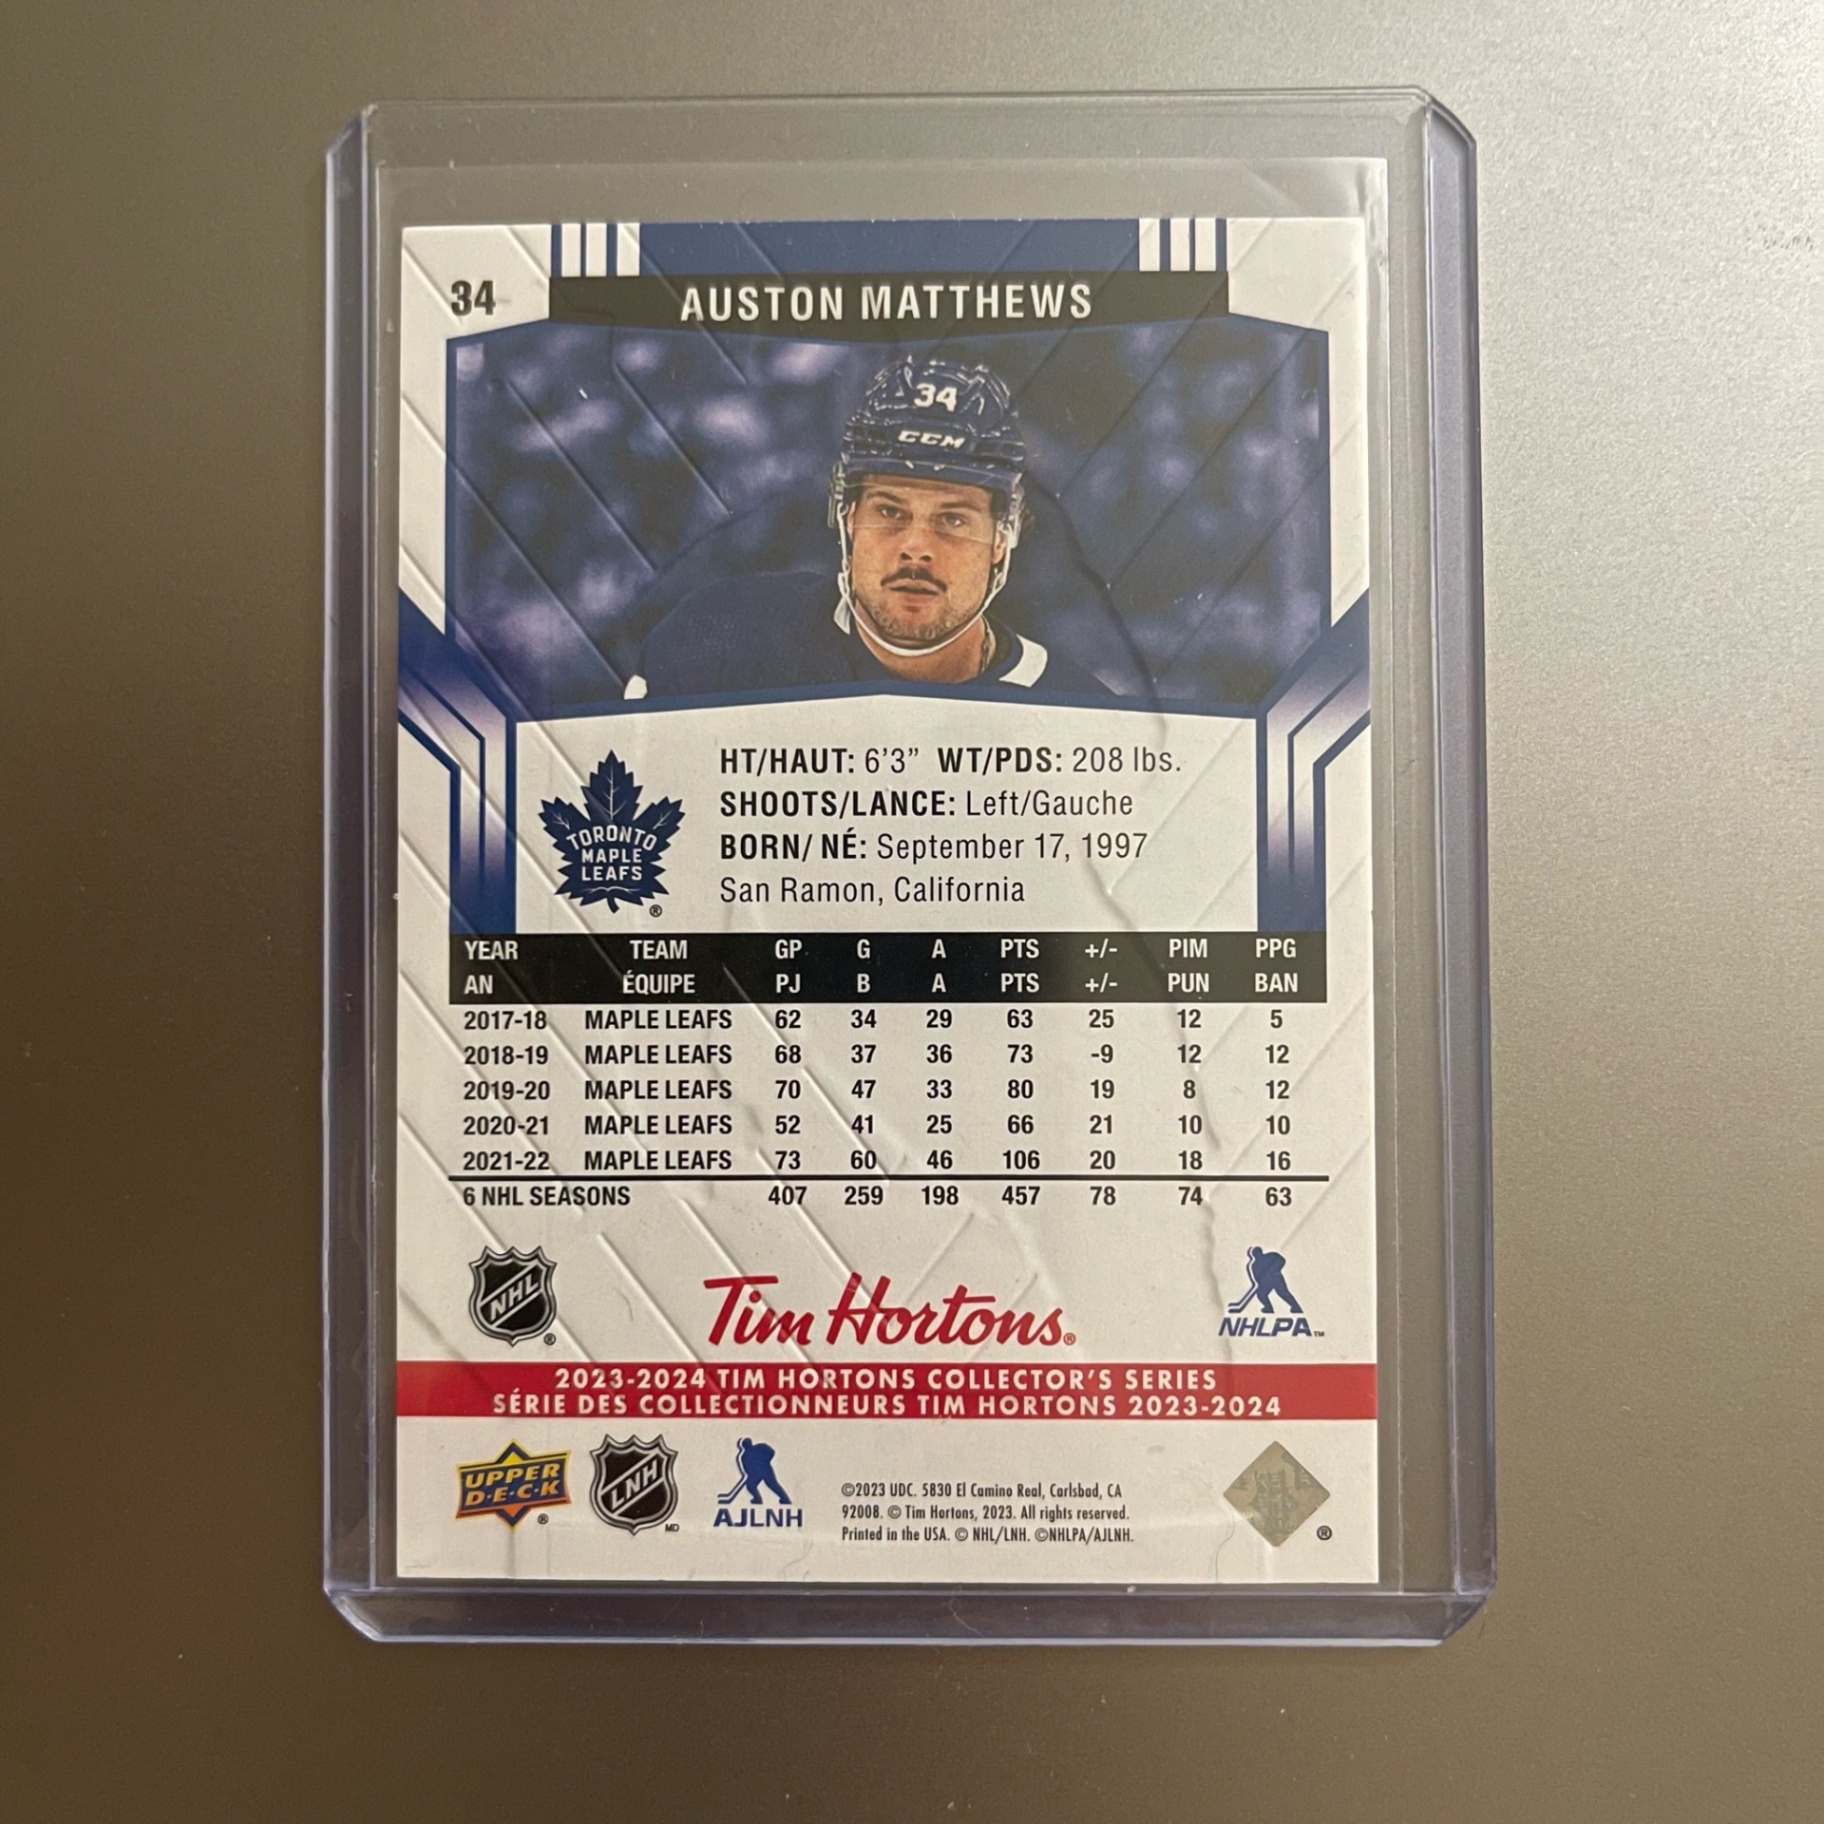 34
AUSTON MATTHEWS
34
CCM
HT/HAUT: 6'3” WT/PDS: 208 lbs.
SHOOTS/LANCE: Left/Gauche
BORN/ NÉ: September 17, 1997
San Ramon, California
TORONTO
MAPLE
LEAFS
®
YEAR TEAM GP G A PTS +/- PIM PPG
AN ÉQUIPE PJ B A PTS +/- PUN BAN
2017-18 MAPLE LEAFS 62 34 29 63 25 12 5
2018-19 MAPLE LEAFS 68 37 36 73 -9 12 12
2019-20 MAPLE LEAFS 70 47 33 80 19 8 12
2020-21 MAPLE LEAFS 52 41 25 66 21 10 10
2021-22 MAPLE LEAFS 73 60 46 106 20 18 16
6 NHL SEASONS 407 259 198 457 78 74 63
NHL ®
Tim Hortons®
NHLPA™
2023-2024 TIM HORTONS COLLECTOR'S SERIES
SÉRIE DES COLLECTIONNEURS TIM HORTONS 2023-2024
UPPER
D·E·C·K
®
LNH MD
AJLNH
©2023 UDC. 5830 El Camino Real, Carlsbad, CA
92008. © Tim Hortons, 2023. All rights reserved.
Printed in the USA. © NHL/LNH. ©NHLPA/AJLNH.
®